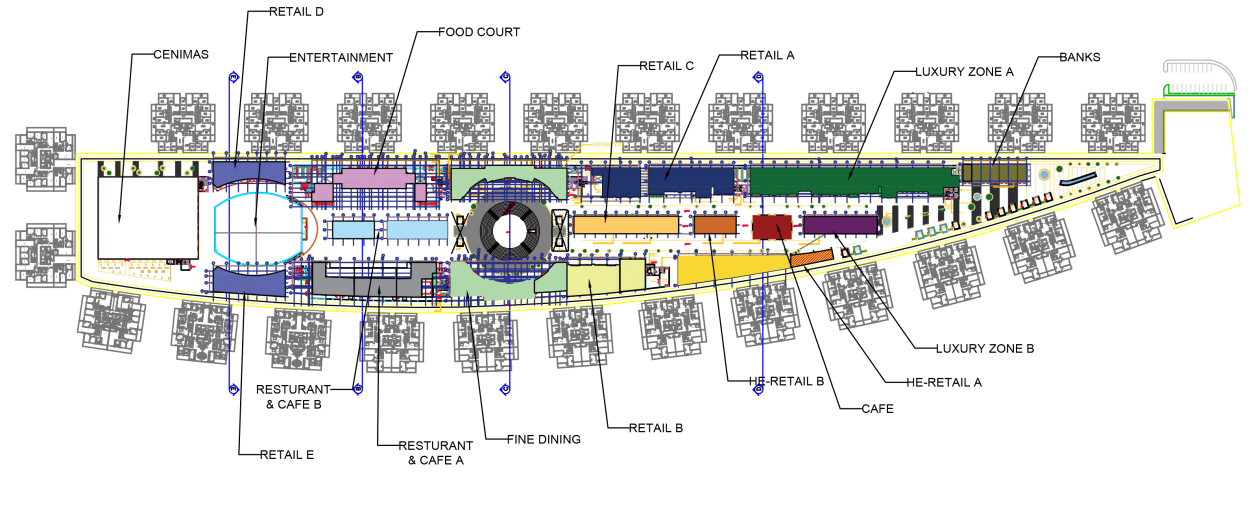 RETAIL D
FOOD COURT
CENIMAS
ENTERTAINMENT
RETAIL A
RETAIL C
BANKS
LUXURY ZONE A
LUXURY ZONE B
HE-RETAIL B
HE-RETAIL A
RESTURANT
& CAFE B
CAFE
RETAIL B
FINE DINING
RESTURANT
& CAFE A
RETAIL E